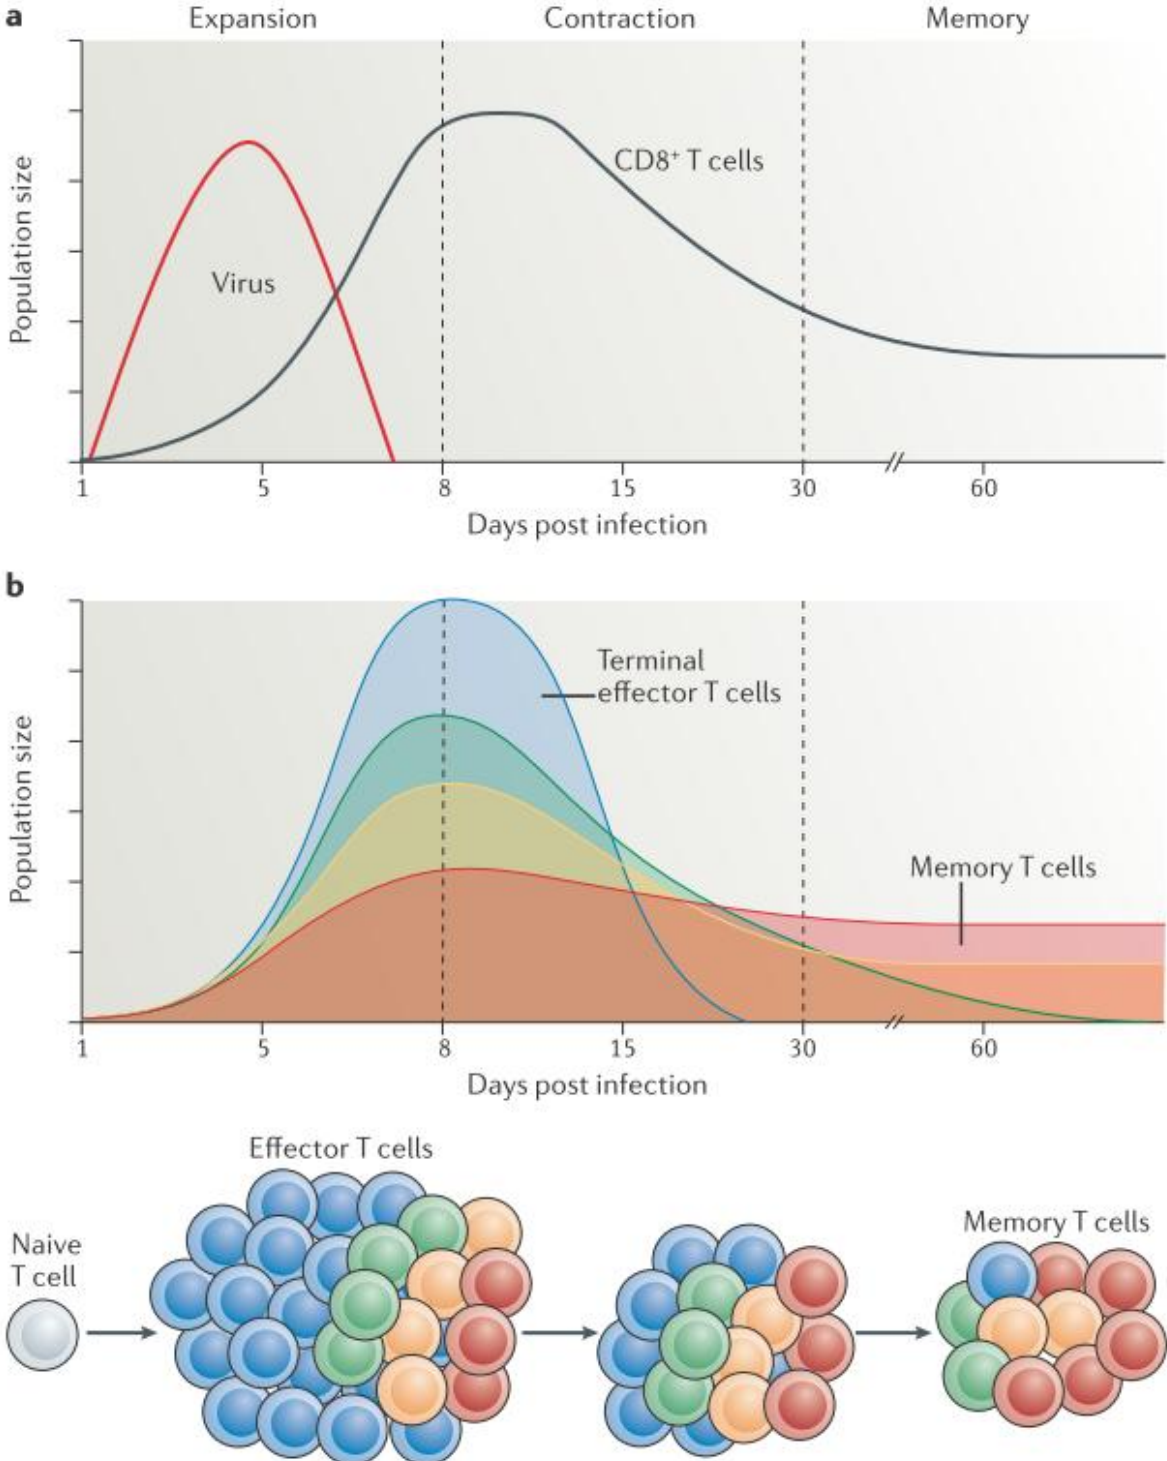 a
Expansion
Contraction
Memory
Population size
CD8⁺ T cells
Virus
1
5
8
15
30
60
Days post infection
b
Population size
Terminal
effector T cells
Memory T cells
1
5
8
15
30
60
Days post infection
Effector T cells
Naive
T cell
Memory T cells